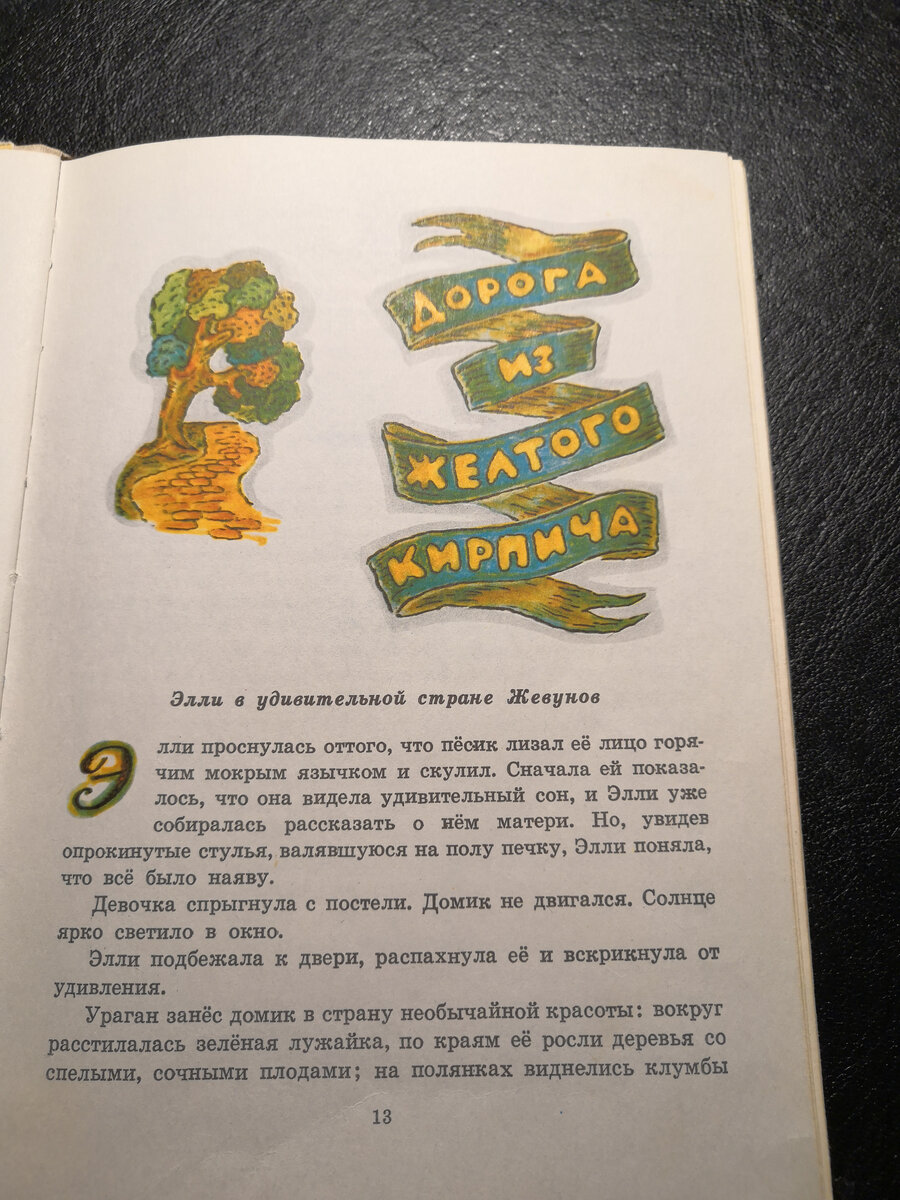 ДОРОГА
ИЗ
ЖЕЛТОГО
КИРПИЧА
Элли в удивительной стране Жевунов
Элли проснулась оттого, что пёсик лизал её лицо горя-
чим мокрым язычком и скулил. Сначала ей показа-
лось, что она видела удивительный сон, и Элли уже
собиралась рассказать о нём матери. Но, увидев
опрокинутые стулья, валявшуюся на полу печку, Элли поняла,
что всё было наяву.
Девочка спрыгнула с постели. Домик не двигался. Солнце
ярко светило в окно.
Элли подбежала к двери, распахнула её и вскрикнула от
удивления.
Ураган занёс домик в страну необычайной красоты: вокруг
расстилалась зелёная лужайка, по краям её росли деревья со
спелыми, сочными плодами; на полянках виднелись клумбы
13